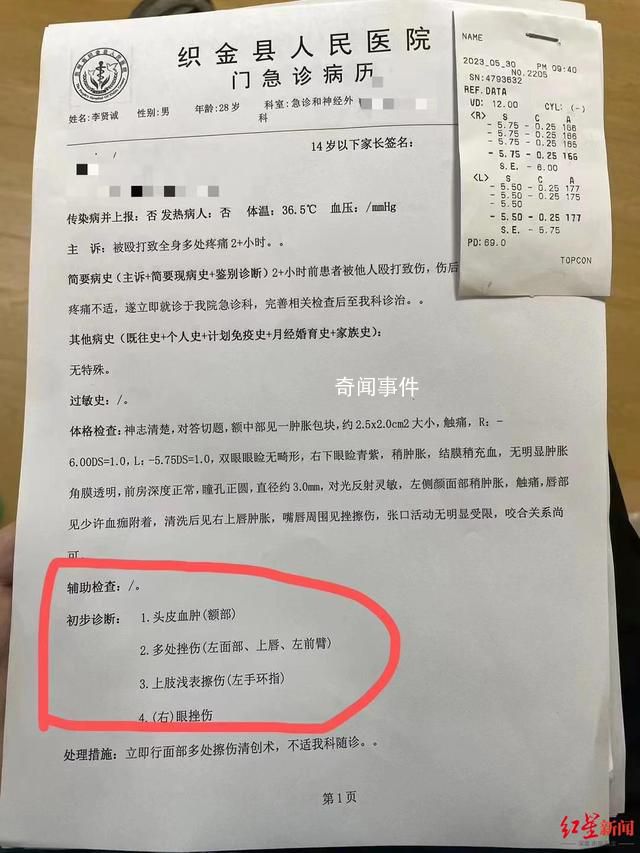 织金县人民医院
门急诊病历
姓名:李贤诚 性别:男 年龄:28岁 科室:急诊和神经外
科
14岁以下家长签名:
传染病并上报: 否 发热病人: 否 体温: 36.5℃ 血压: /mmHg
主 诉: 被殴打致全身多处疼痛2+小时。。
简要病史(主诉+简要现病史+鉴别诊断)2+小时前患者被他人殴打致伤,伤后
疼痛不适,遂立即就诊于我院急诊科,完善相关检查后至我科诊治。。
其他病史(既往史+个人史+计划免疫史+月经婚育史+家族史):
无特殊。
过敏史: /。
体格检查: 神志清楚,对答切题,额中部见一肿胀包块,约2.5x2.0cm2大小,触痛,R: -
6.00DS=1.0,L: -5.75DS=1.0,双眼眼睑无畸形,右下眼睑青紫,稍肿胀,结膜稍充血,无明显肿胀
角膜透明,前房深度正常,瞳孔正圆,直径约3.0mm,对光反射灵敏,左侧颜面部稍肿胀,触痛,唇部
见少许血痂附着,清洗后见右上唇肿胀,嘴唇周围见挫擦伤,张口活动无明显受限,咬合关系尚
可。
辅助检查: /。
初步诊断: 1.头皮血肿(额部)
2.多处挫伤(左面部、上唇、左前臂)
3.上肢浅表擦伤(左手环指)
4.(右)眼挫伤
处理措施: 立即行面部多处擦伤清创术,不适我科随诊。。
第1页
NAME
2023_05_30 PM 09:40
NO.2205
SN:4793632
REF.DATA
VD: 12.00 CYL: (-)
<R> S C A
- 5.75 - 0.25 166
- 5.75 - 0.25 165
- 5.75 - 0.25 166
- 5.75 - 0.25 166
S.E. - 6.00
<L> S C A
- 5.50 - 0.25 177
- 5.50 - 0.25 175
- 5.50
- 5.50 - 0.25 177
S.E. - 5.75
PD: 69.0
TOPCON
奇闻事件
红星新闻